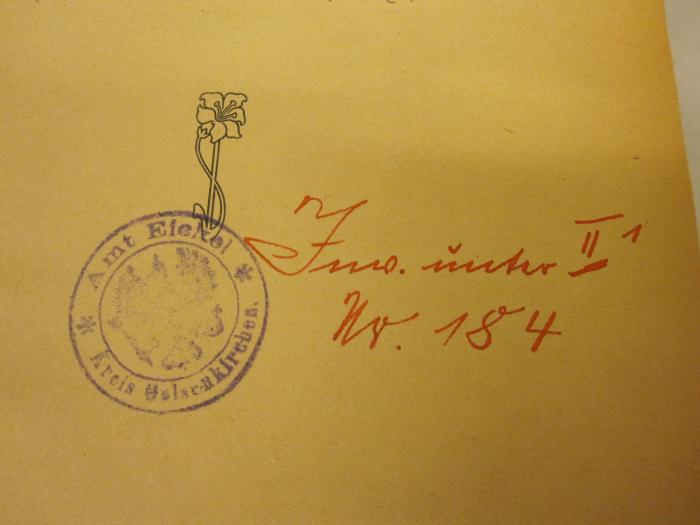 * Amt Eickel *
Kreis Gelsenkirchen.
Inv. unter II 1
Nr. 184